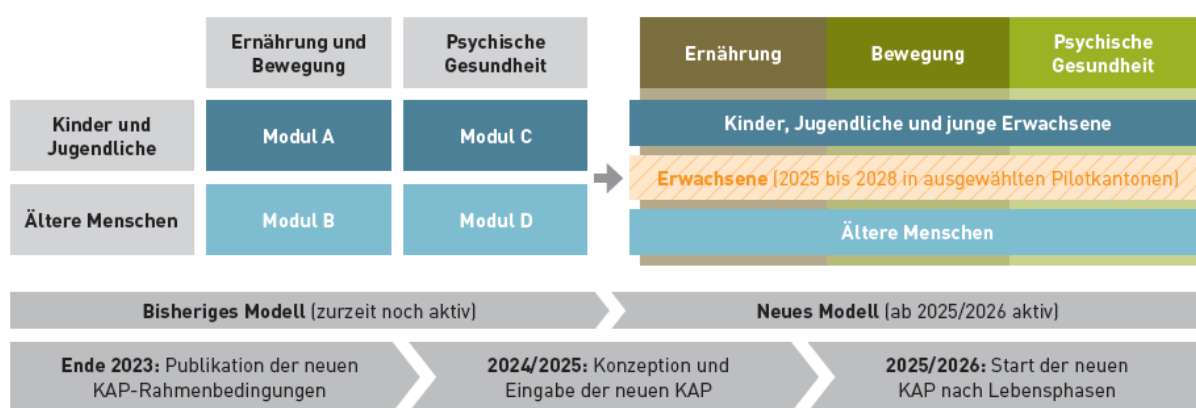 Ernährung und
Bewegung
Psychische
Gesundheit
Ernährung
Bewegung
Psychische
Gesundheit
Kinder und
Jugendliche
Modul A
Modul C
Kinder, Jugendliche und junge Erwachsene
Erwachsene (2025 bis 2028 in ausgewählten Pilotkantonen)
Ältere Menschen
Modul B
Modul D
Ältere Menschen
Bisheriges Modell (zurzeit noch aktiv)
Neues Modell (ab 2025/2026 aktiv)
Ende 2023: Publikation der neuen
KAP-Rahmenbedingungen
2024/2025: Konzeption und
Eingabe der neuen KAP
2025/2026: Start der neuen
KAP nach Lebensphasen